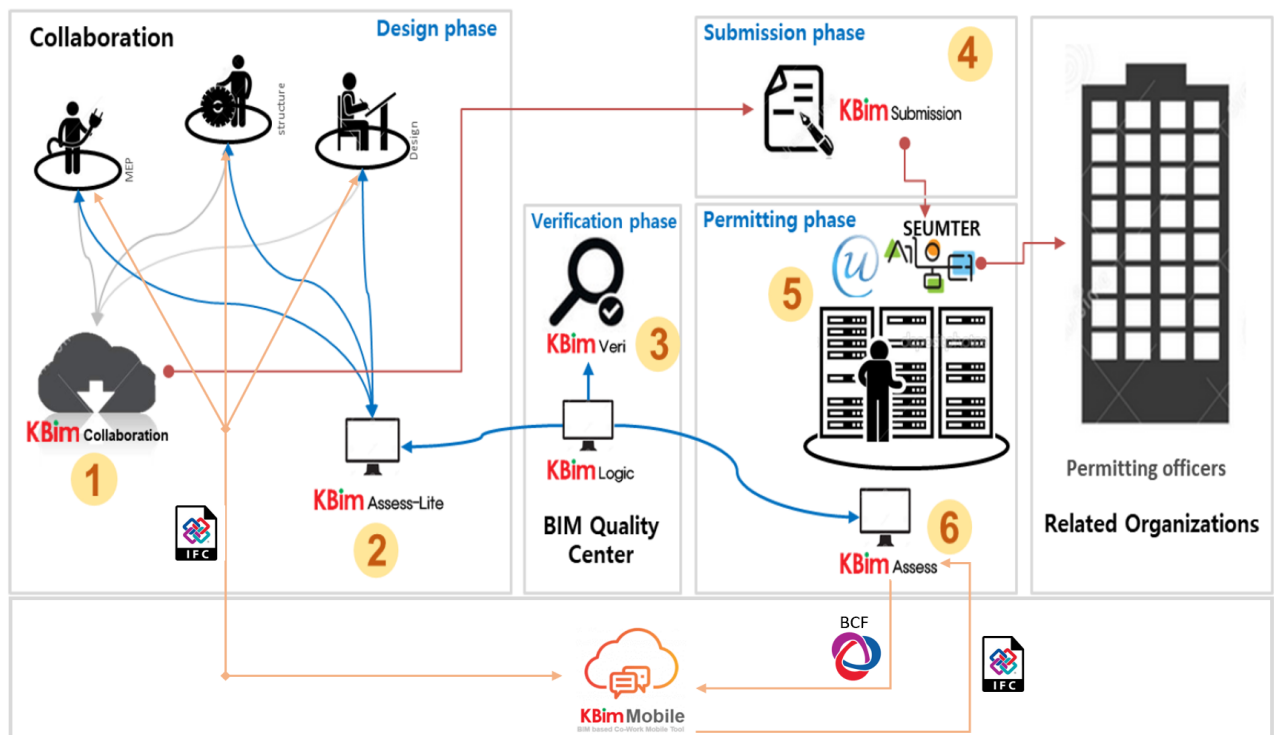 Collaboration
Design phase
MEP
structure
Design
KBim Collaboration
1
KBim Assess-Lite
2
IFC
Verification phase
KBim Veri
3
KBim Logic
BIM Quality
Center
Submission phase
4
KBim Submission
Permitting phase
SEUMTER
5
KBim Assess
6
Permitting officers
Related Organizations
BCF
IFC
KBim Mobile
BIM based Co-Work Mobile Tool